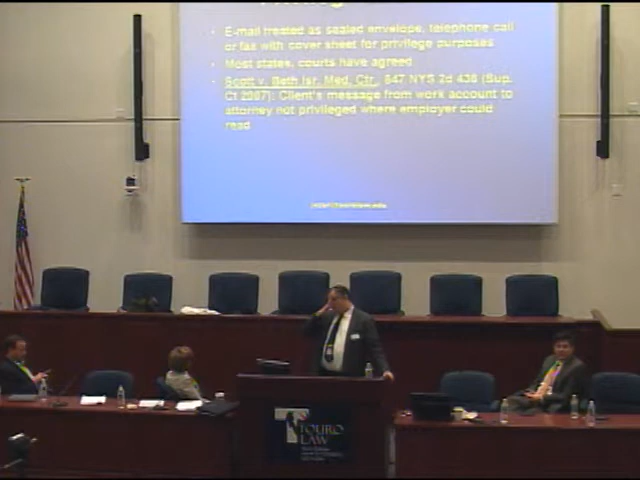 E-mail treated as sealed envelope, telephone call
or fax with cover sheet for privilege purposes
Most states, courts have agreed
Scott v. Beth Isr. Med. Ctr., 847 NYS 2d 436 (Sup.
Ct 2007): Client's message from work account to
attorney not privileged where employer could
read
TOURO
LAW